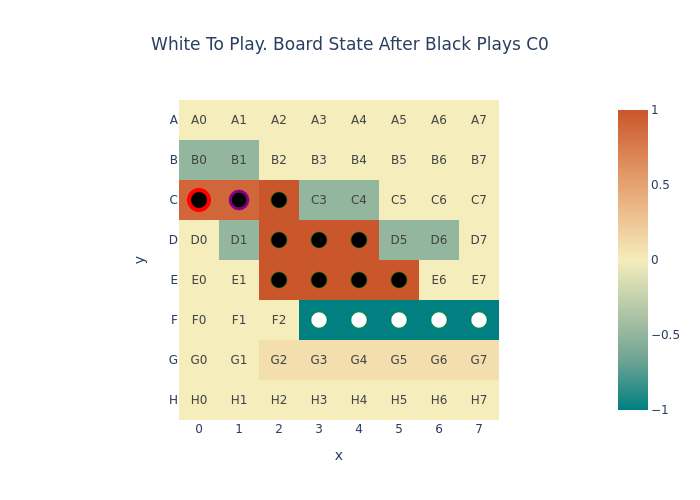 White To Play. Board State After Black Plays C0
A A0 A1 A2 A3 A4 A5 A6 A7
B B0 B1 B2 B3 B4 B5 B6 B7
C C3 C4 C5 C6 C7
D D0 D1 D5 D6 D7
E E0 E1 E6 E7
F F0 F1 F2
G G0 G1 G2 G3 G4 G5 G6 G7
H H0 H1 H2 H3 H4 H5 H6 H7
0 1 2 3 4 5 6 7
x
y
1
0.5
0
−0.5
−1